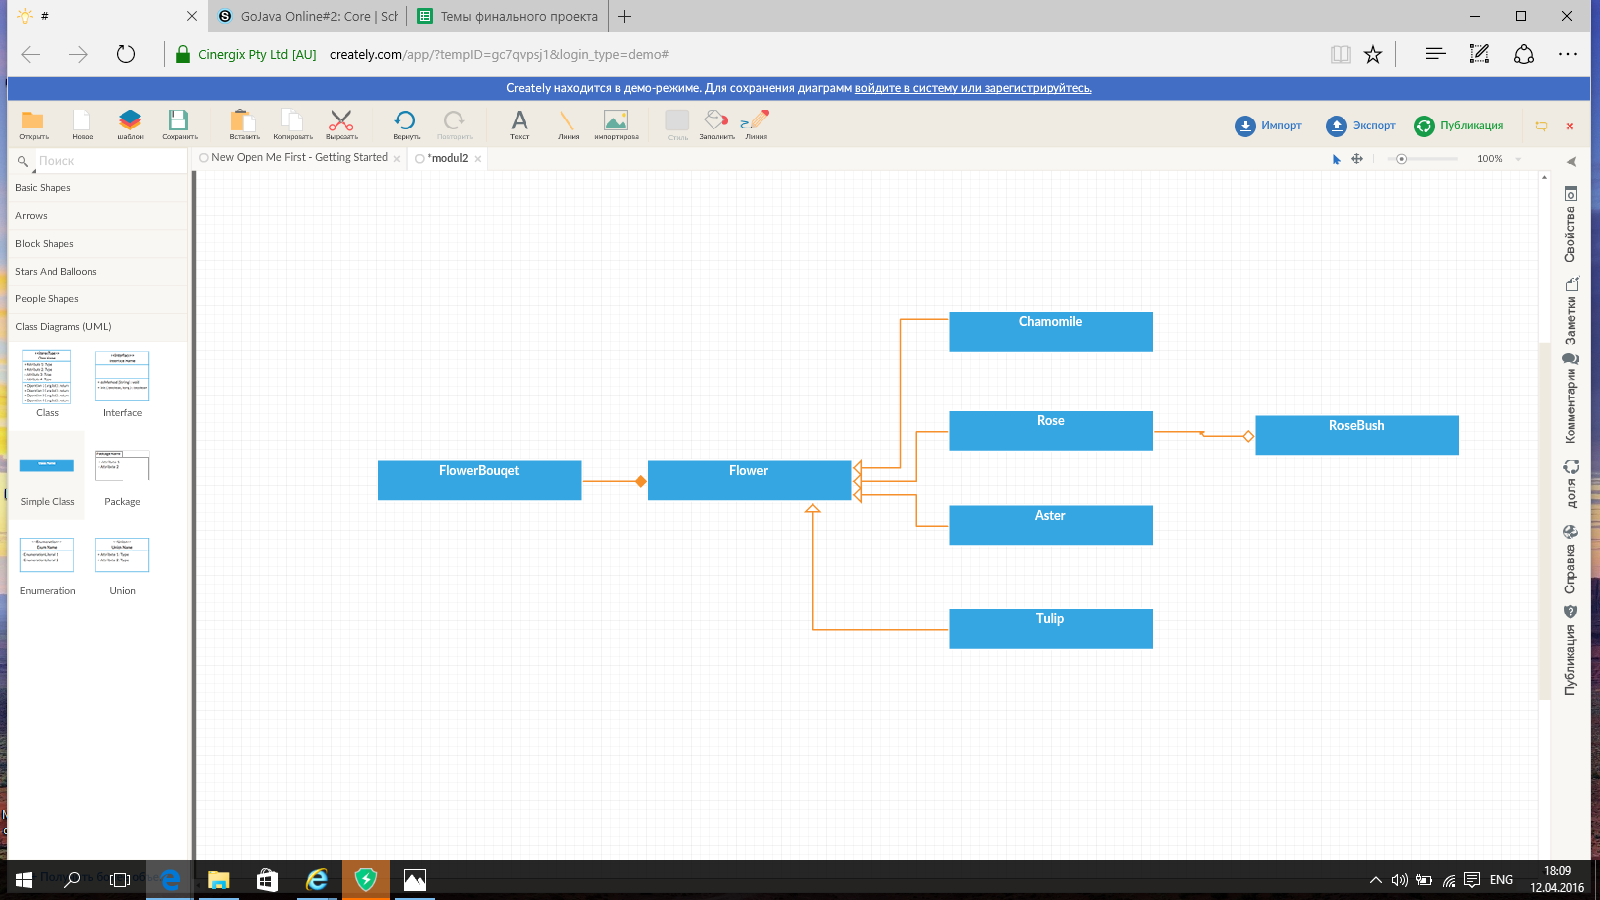 #
GoJava Online#2: Core | Sch
Темы финального проекта
Cinergix Pty Ltd [AU]
creately.com/app/?tempID=gc7qvpsj1&login_type=demo#
Creately находится в демо-режиме. Для сохранения диаграмм войдите в систему или зарегистрируйтесь.
Открыть
Новое
шаблон
Сохранить
Вставить
Копировать
Вырезать
Вернуть
Повторить
Текст
Линия
импортирова
Стиль
Заполнить
Линия
Импорт
Экспорт
Публикация
Поиск
New Open Me First - Getting Started
*modul2
100%
Basic Shapes
Arrows
Block Shapes
Stars And Balloons
People Shapes
Class Diagrams (UML)
Class
Interface
Simple Class
Package
Enumeration
Union
Chamomile
Rose
RoseBush
FlowerBouqet
Flower
Aster
Tulip
Свойства
Заметки
Комментарии
доля
Справка
Публикация
ENG
18:09
12.04.2016